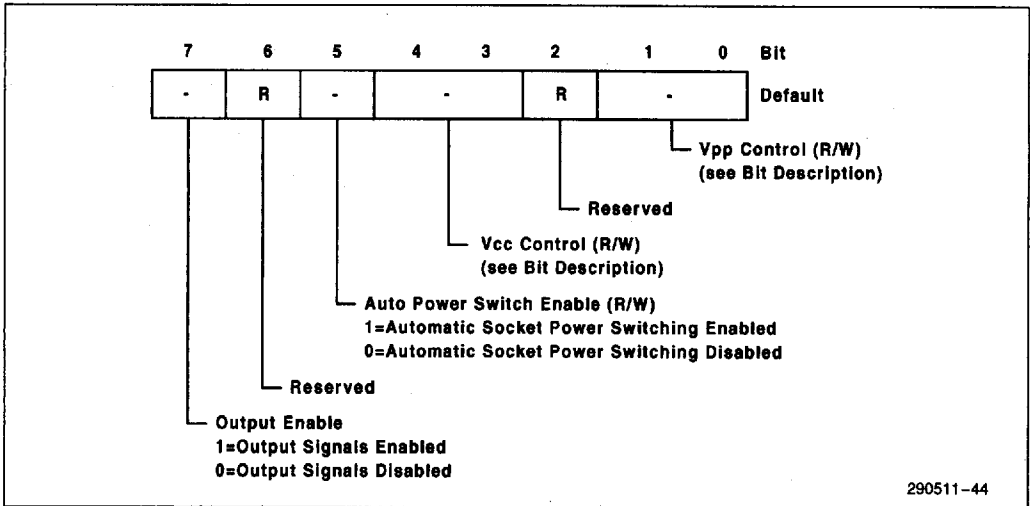 7 6 5 4 3 2 1 0 Bit
- R - - R - Default
Vpp Control (R/W)
(see Bit Description)
Reserved
Vcc Control (R/W)
(see Bit Description)
Auto Power Switch Enable (R/W)
1=Automatic Socket Power Switching Enabled
0=Automatic Socket Power Switching Disabled
Reserved
Output Enable
1=Output Signals Enabled
0=Output Signals Disabled
290511-44